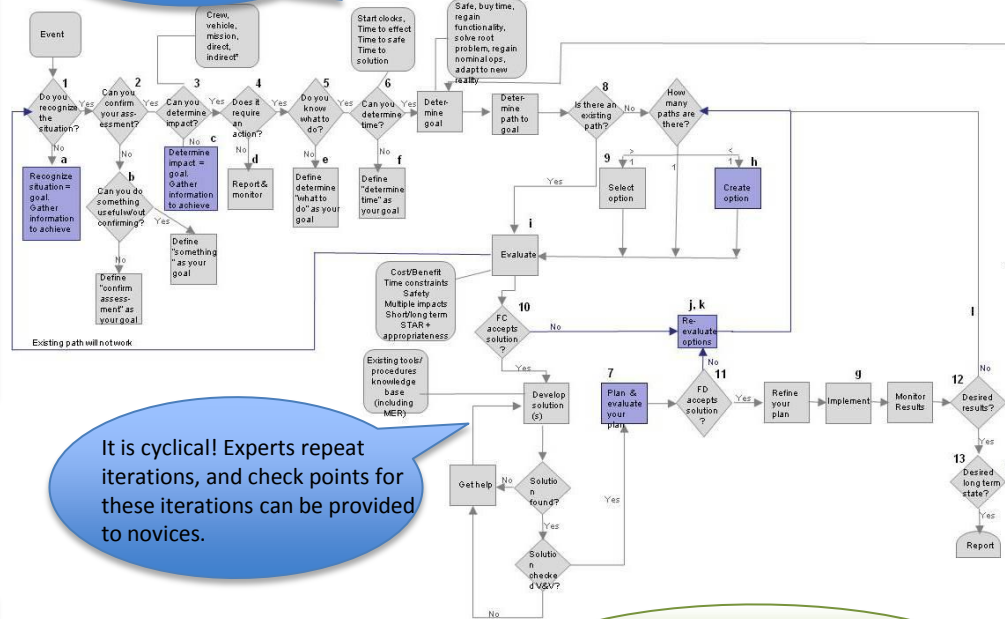 Event
Crew,
vehicle,
mission,
direct,
indirect"
Start clocks,
Time to effect
Time to safe
Time to
solution
Safe, buy time,
regain
functionality,
solve root
problem, regain
nominal ops,
adapt to new
reality
1
Do you
recognize
the
situation?
Yes
2
Can you
confirm
your ass-
essment?
Yes
3
Can you
determine
impact?
Yes
4
Does it
require
an
action?
Yes
5
Do you
know
what to
do?
Yes
6
Can you
determine
time?
Yes
Deter-
mine
goal
Deter-
mine path
to goal
8
Is there an
existing
path?
No
How
many
paths are
there?
No
a
Recognize
situation =
goal.
Gather
information
to achieve
No
b
Can you do
something
useful w/out
confirming?
Yes
No
Define
"confirm
assess-
ment" as
your goal
Define
"something
" as your
goal
No
c
Determine
impact =
goal.
Gather
information
to achieve
No
d
Report &
monitor
No
e
Define
determine
"what to
do" as your
goal
No
f
Define
"determine
time" as
your goal
Yes
9
Select
option
>
1
1
<
1
h
Create
option
i
Evaluate
Cost/Benefit
Time constraints
Safety
Multiple impacts
Short/long term
STAR +
appropriateness
Existing path will not work
10
FC
accepts
solution
?
No
Yes
j, k
Re-
evaluate
options
Existing tools/
procedures
knowledge
base
(including
MER)
Develop
solution
(s)
7
Plan &
evaluate
your
plan
No
11
FD
accepts
solution
?
Yes
Refine
your
plan
g
Implement
Monitor
Results
l
No
12
Desired
results?
Yes
13
Desired
long term
state?
Yes
Report
Get help
No
Solutio
n
found?
Yes
Yes
Solutio
n
checke
d V&V?
No
It is cyclical! Experts repeat
iterations, and check points for
these iterations can be provided
to novices.